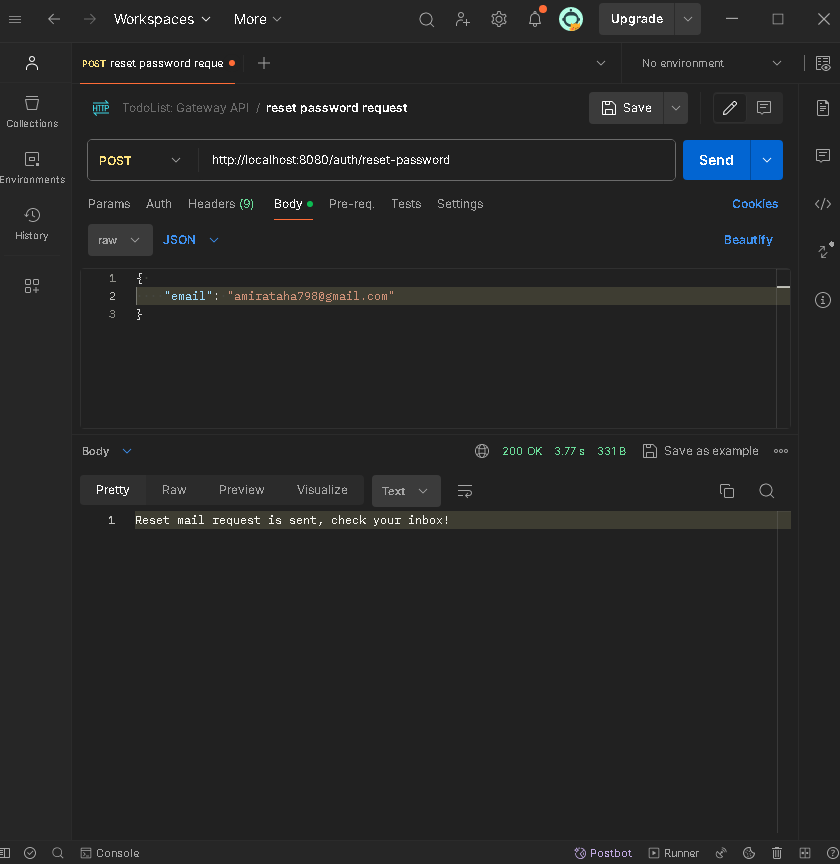 Workspaces More Upgrade
POST reset password reque No environment
HTTP TodoList: Gateway API / reset password request Save
Collections
POST http://localhost:8080/auth/reset-password Send
Environments
Params Auth Headers (9) Body Pre-req. Tests Settings Cookies
History
raw JSON Beautify
1 {
2 "email": "amirataha798@gmail.com"
3 }
Body 200 OK 3.77 s 331 B Save as example
Pretty Raw Preview Visualize Text
1 Reset mail request is sent, check your inbox!
Console Postbot Runner